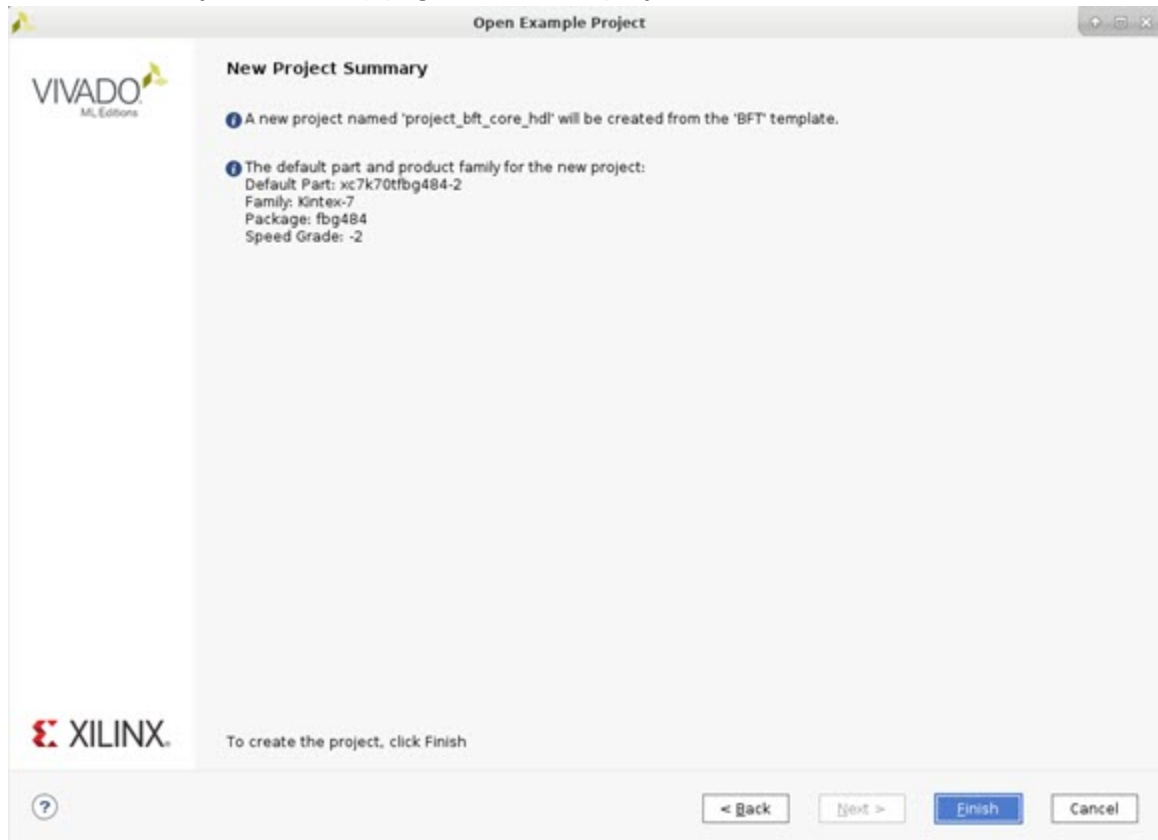 Open Example Project
VIVADO.
ML Editions
New Project Summary
A new project named 'project_bft_core_hdl' will be created from the 'BFT' template.
The default part and product family for the new project:
Default Part: xc7k70tfbg484-2
Family: Kintex-7
Package: fbg484
Speed Grade: -2
XILINX.
To create the project, click Finish
?
< Back
Next >
Finish
Cancel